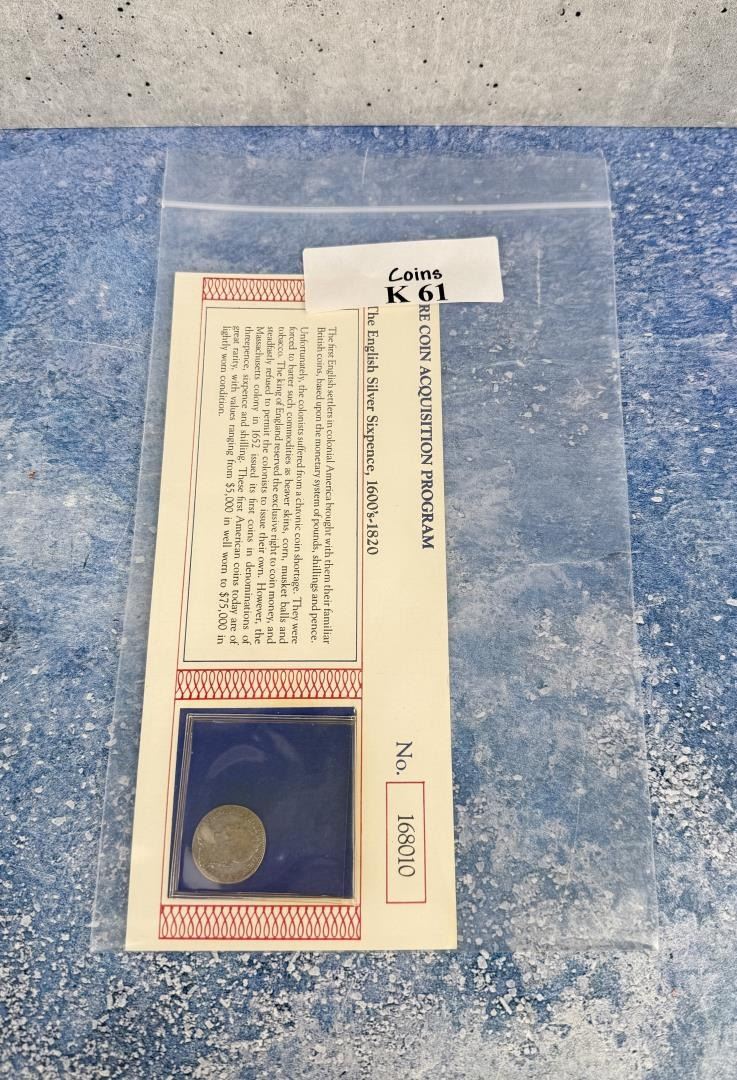 Coins
K 61
RE COIN ACQUISITION PROGRAM
The English Silver Sixpence, 1600's-1820
The first English settlers in colonial America brought with them their familiar
British coins, based upon the monetary system of pounds, shillings and pence.
Unfortunately, the colonists suffered from a chronic coin shortage. They were
forced to barter such commodities as beaver skins, corn, musket balls and
tobacco. The king of England reserved the exclusive right to coin money, and
steadfastly refused to permit the colonists to issue their own. However, the
Massachusetts colony in 1652 issued its first coins in denominations of
threepence, sixpence and shilling. These first American coins today are of
great rarity, with values ranging from $5,000 in well worn to $75,000 in
lightly worn condition.
No. 168010